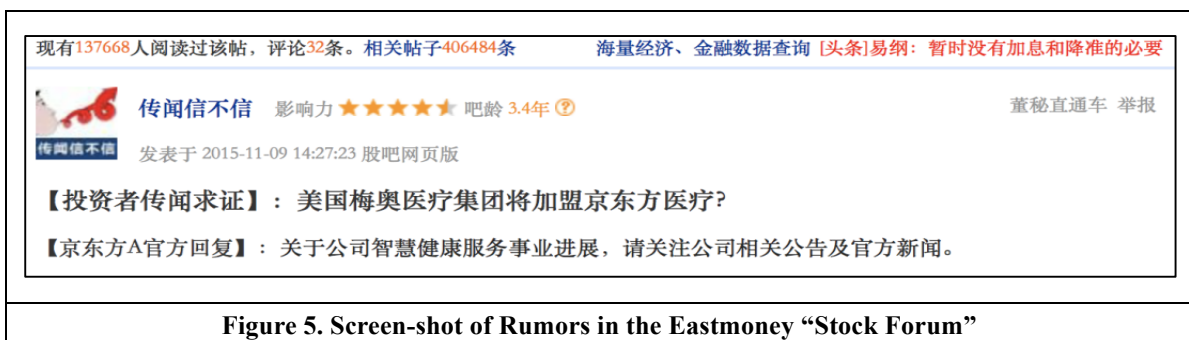 现有137668人阅读过该帖，评论32条。相关帖子406484条 海量经济、金融数据查询 [头条]易纲：暂时没有加息和降准的必要
传闻信不信 影响力 吧龄 3.4年 ? 董秘直通车 举报
传闻信不信
发表于 2015-11-09 14:27:23 股吧网页版
【投资者传闻求证】：美国梅奥医疗集团将加盟京东方医疗?
【京东方A官方回复】：关于公司智慧健康服务事业进展，请关注公司相关公告及官方新闻。
Figure 5. Screen-shot of Rumors in the Eastmoney “Stock Forum”